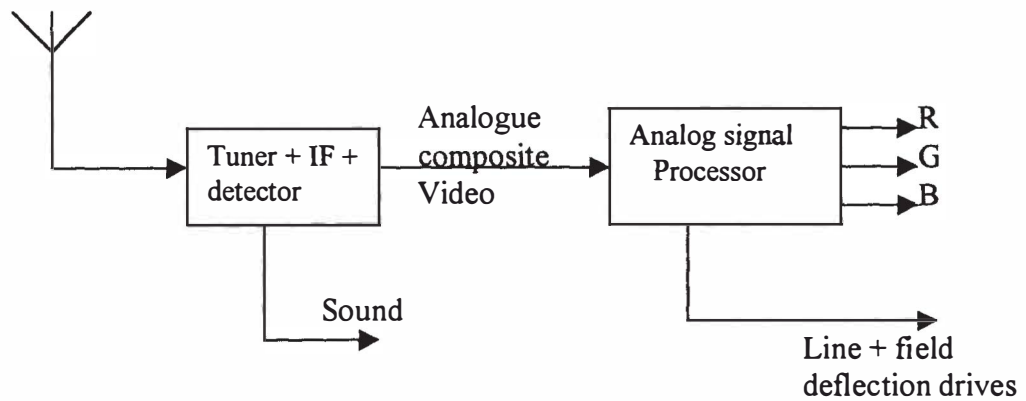 Tuner + IF +
detector
Analogue
composite
Video
Analog signal
Processor
R
G
B
Sound
Line + field
deflection drives